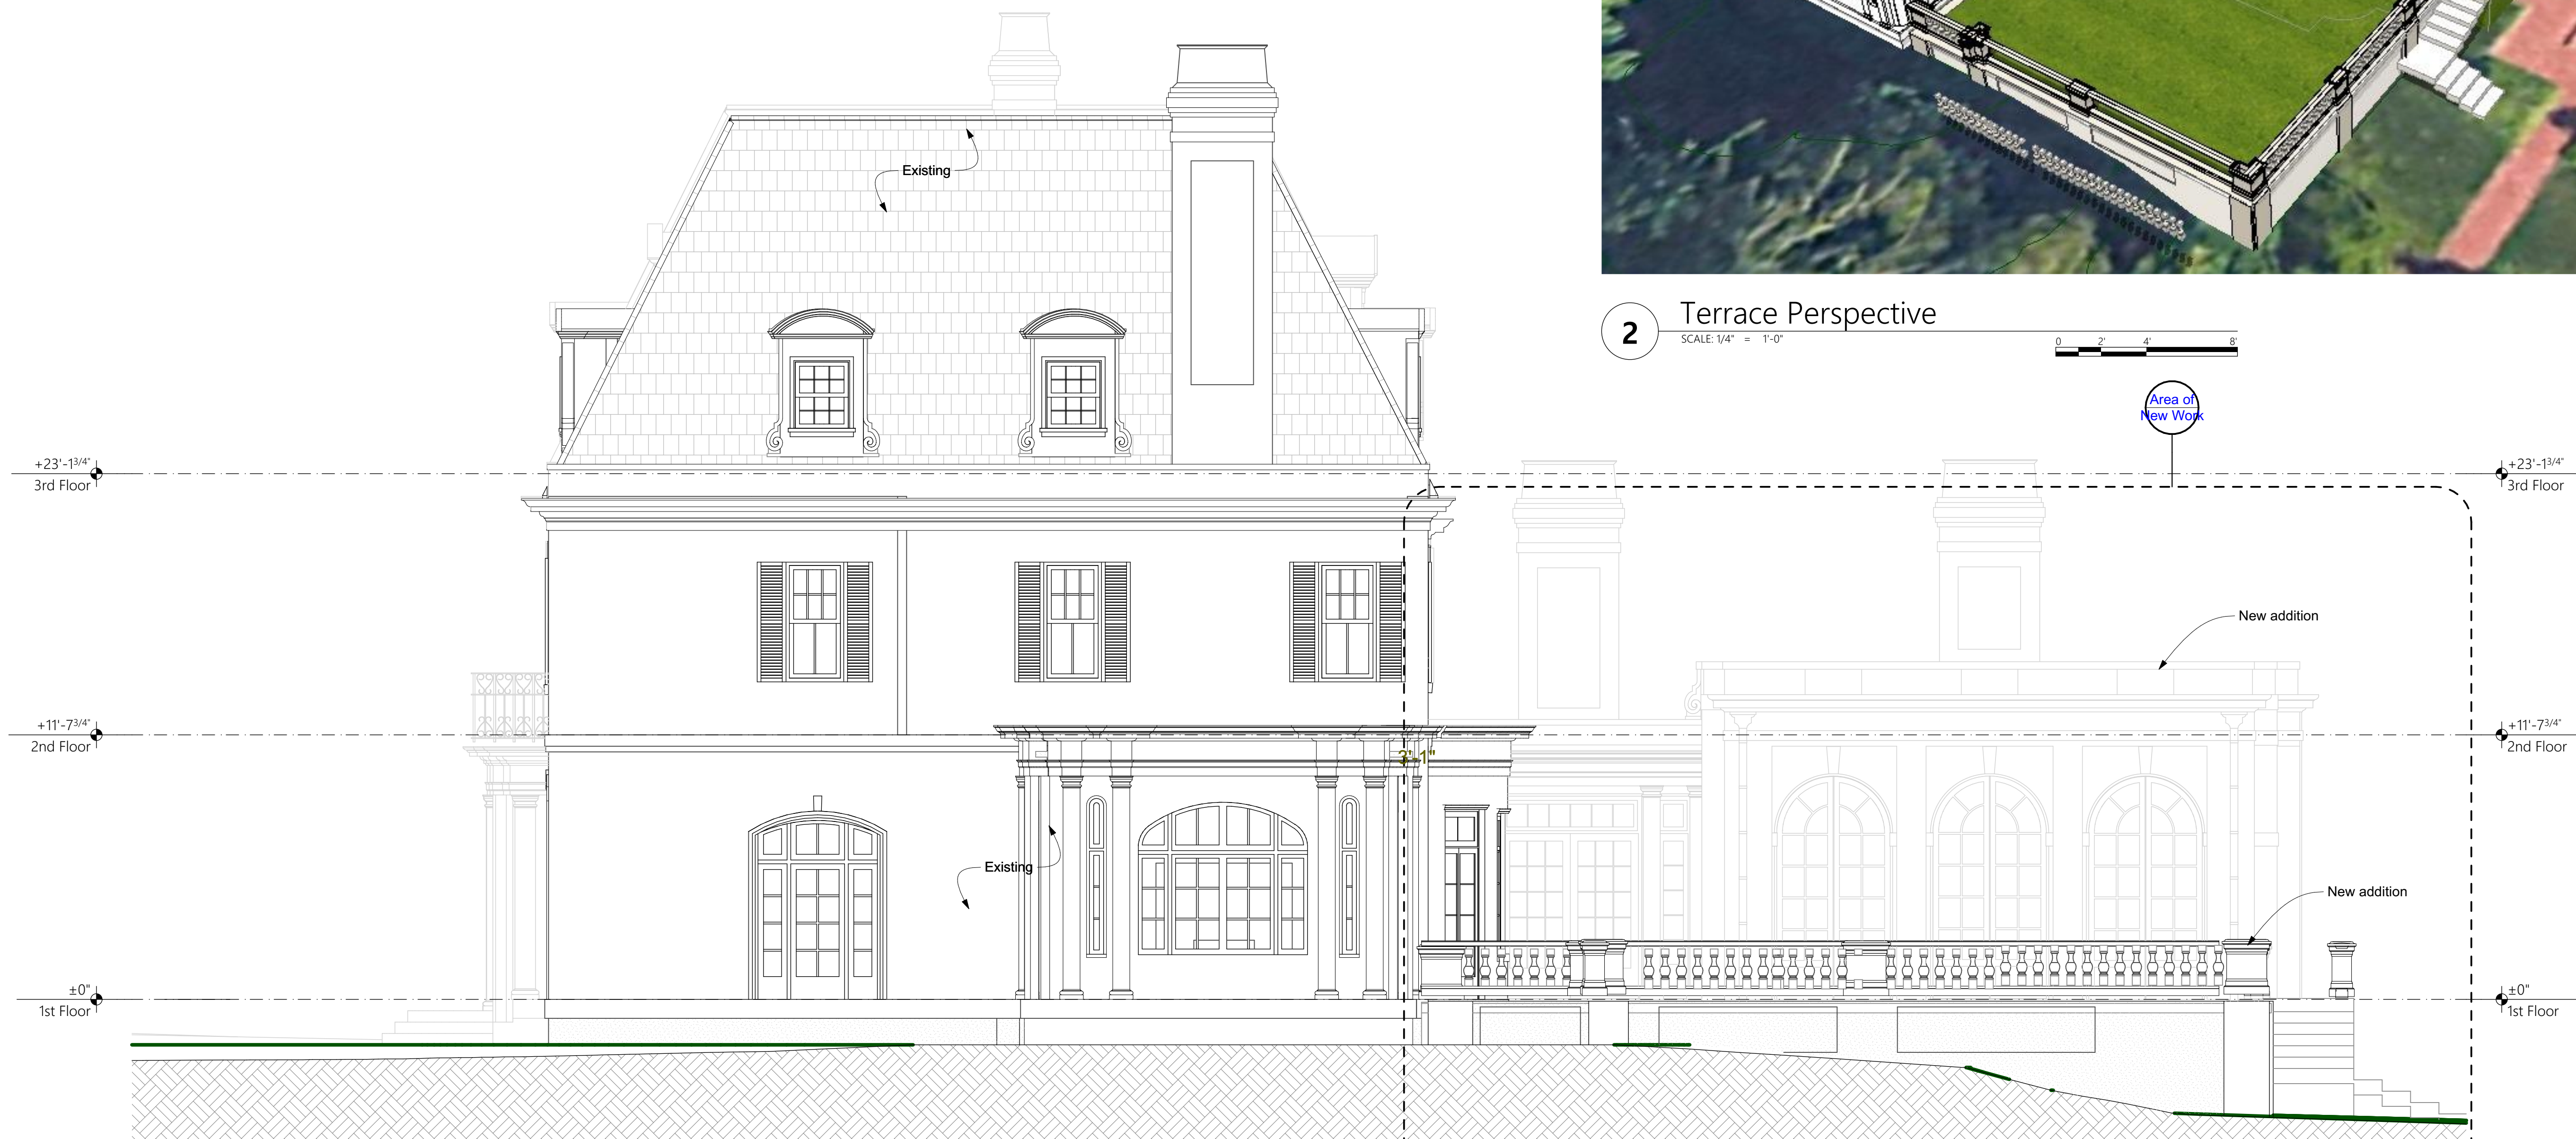 2
Terrace Perspective
SCALE: 1/4" = 1'-0"
0 2' 4' 8'
Area of
New Work
Existing
+23'-1 3/4"
3rd Floor
+23'-1 3/4"
3rd Floor
New addition
+11'-7 3/4"
2nd Floor
+11'-7 3/4"
2nd Floor
3'-1"
Existing
New addition
±0"
1st Floor
±0"
1st Floor